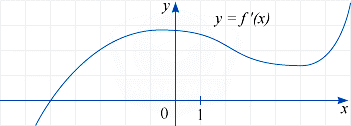 y
y = f'(x)
0 1 x